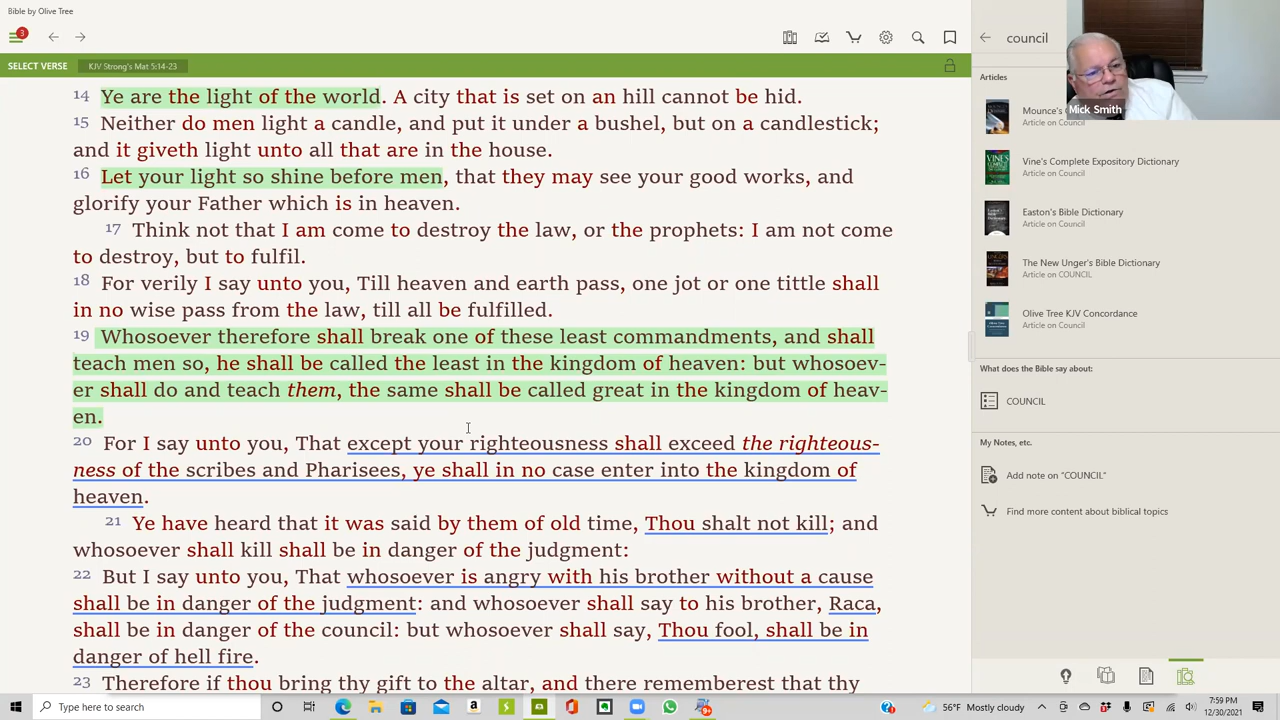 Bible by Olive Tree
3
SELECT VERSE
KJV Strong's Mat 5:14-23
14 Ye are the light of the world. A city that is set on an hill cannot be hid.
15 Neither do men light a candle, and put it under a bushel, but on a candlestick;
and it giveth light unto all that are in the house.
16 Let your light so shine before men, that they may see your good works, and
glorify your Father which is in heaven.
17 Think not that I am come to destroy the law, or the prophets: I am not come
to destroy, but to fulfil.
18 For verily I say unto you, Till heaven and earth pass, one jot or one tittle shall
in no wise pass from the law, till all be fulfilled.
19 Whosoever therefore shall break one of these least commandments, and shall
teach men so, he shall be called the least in the kingdom of heaven: but whosoev-
er shall do and teach them, the same shall be called great in the kingdom of heav-
en.
20 For I say unto you, That except your righteousness shall exceed the righteous-
ness of the scribes and Pharisees, ye shall in no case enter into the kingdom of
heaven.
21 Ye have heard that it was said by them of old time, Thou shalt not kill; and
whosoever shall kill shall be in danger of the judgment:
22 But I say unto you, That whosoever is angry with his brother without a cause
shall be in danger of the judgment: and whosoever shall say to his brother, Raca,
shall be in danger of the council: but whosoever shall say, Thou fool, shall be in
danger of hell fire.
23 Therefore if thou bring thy gift to the altar, and there rememberest that thy
council
Articles
Mounce's
Article on Council
Mick Smith
Vine's Complete Expository Dictionary
Article on Council
Easton's Bible Dictionary
Article on Council
The New Unger's Bible Dictionary
Article on COUNCIL
Olive Tree KJV Concordance
Article on Council
What does the Bible say about:
COUNCIL
My Notes, etc.
Add note on "COUNCIL"
Find more content about biblical topics
Type here to search
56°F Mostly cloudy
7:59 PM
12/30/2021